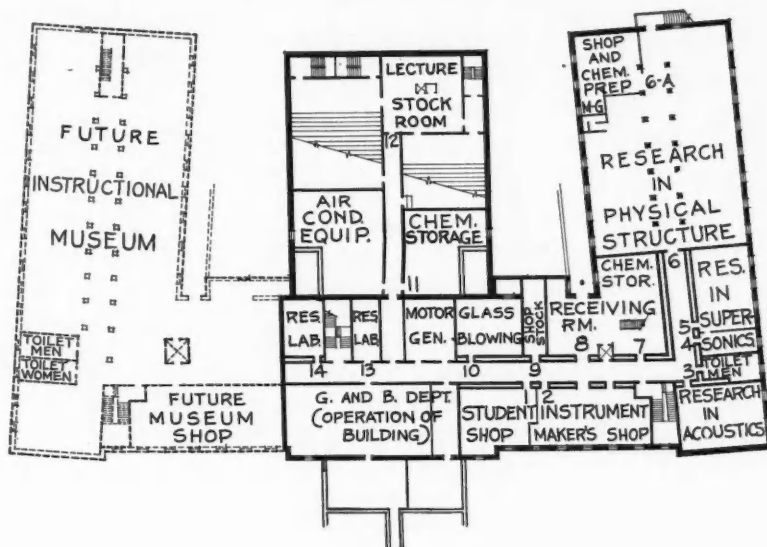 FUTURE
INSTRUCTIONAL
MUSEUM
TOILET
MEN
TOILET
WOMEN
FUTURE
MUSEUM
SHOP
LECTURE
STOCK
ROOM
12
AIR
COND.
EQUIP.
CHEM.
STORAGE
11
RES.
LAB.
14
RES.
LAB.
13
MOTOR
GEN.
GLASS
BLOWING
10
SHOP
STOCK
9
G. AND B. DEPT.
(OPERATION OF
BUILDING)
STUDENT
SHOP
1
2
INSTRUMENT
MAKER'S SHOP
RECEIVING
RM.
8
7
CHEM.
STOR.
6
SHOP
AND
CHEM.
PREP
6-A
RESEARCH
IN
PHYSICAL
STRUCTURE
RES.
IN
SUPER-
SONICS
5
4
3
TOILET
MEN
RESEARCH
IN
ACOUSTICS